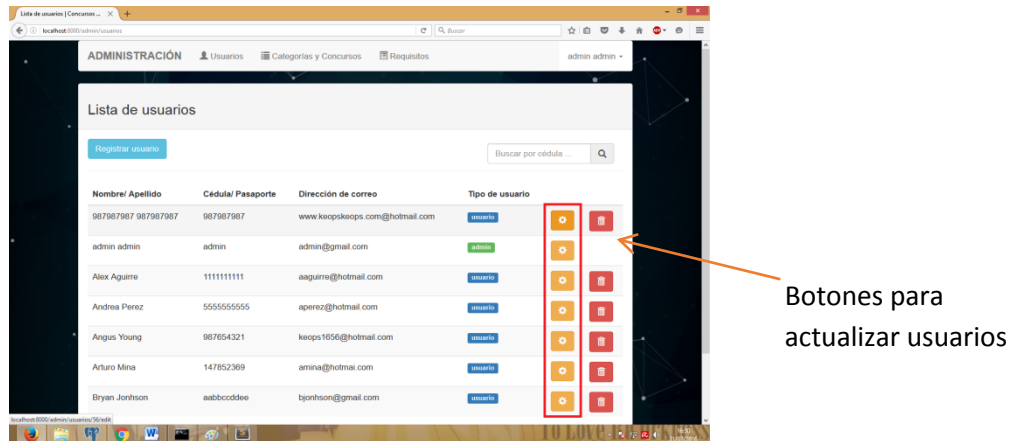 Lista de usuarios | Concursos ...
localhost:8000/admin/usuarios
Buscar
ADMINISTRACIÓN Usuarios Categorías y Concursos Requisitos admin admin
Lista de usuarios
Registrar usuario
Buscar por cédula ...
Nombre/ Apellido Cédula/ Pasaporte Dirección de correo Tipo de usuario
987987987 987987987 987987987 www.keopskeops.com@hotmail.com usuario
admin admin admin admin@gmail.com admin
Alex Aguirre 1111111111 aaguirre@hotmail.com usuario
Andrea Perez 5555555555 aperez@hotmail.com usuario
Angus Young 987654321 keops1656@hotmail.com usuario
Arturo Mina 147852369 amina@hotmai.com usuario
Bryan Jonhson aabbccddee bjonhson@gmail.com usuario
localhost:8000/admin/usuarios/56/edit
Botones para
actualizar usuarios